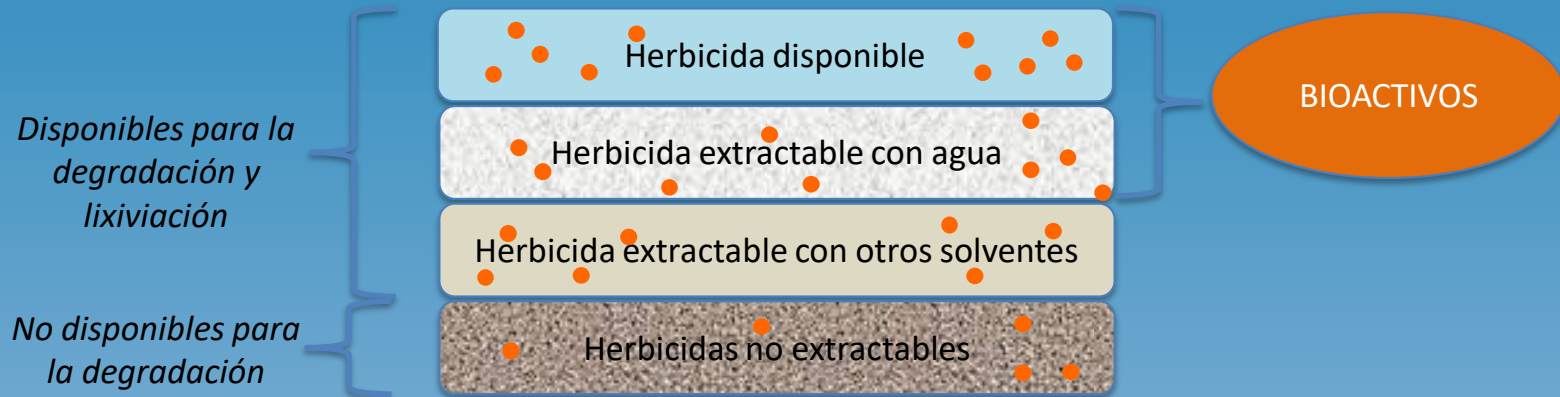 Herbicida disponible
BIOACTIVOS
Disponibles para la
degradación y
lixiviación
Herbicida extractable con agua
Herbicida extractable con otros solventes
No disponibles para
la degradación
Herbicidas no extractables